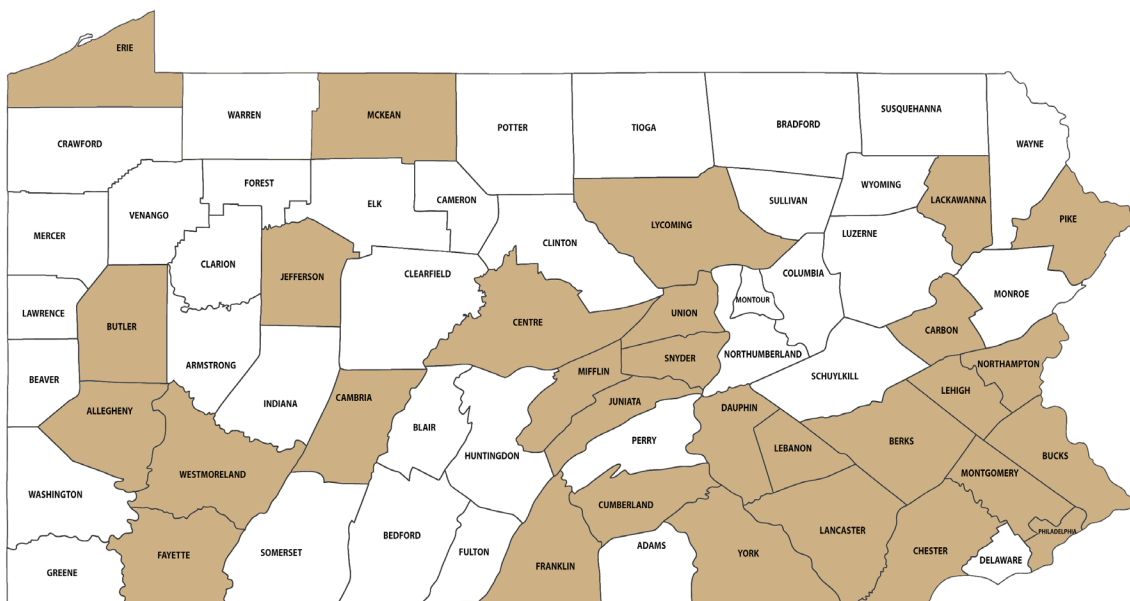 ERIE
WARREN
MCKEAN
POTTER
TIOGA
BRADFORD
SUSQUEHANNA
WAYNE
CRAWFORD
FOREST
ELK
CAMERON
SULLIVAN
WYOMING
LACKAWANNA
PIKE
MERCER
VENANGO
CLARION
JEFFERSON
CLEARFIELD
CLINTON
LYCOMING
COLUMBIA
LUZERNE
MONROE
LAWRENCE
BUTLER
ARMSTRONG
CENTRE
UNION
MONTOUR
CARBON
BEAVER
ALLEGHENY
INDIANA
CAMBRIA
BLAIR
MIFFLIN
SNYDER
NORTHUMBERLAND
SCHUYLKILL
LEHIGH
NORTHAMPTON
JUNIATA
DAUPHIN
PERRY
LEBANON
BERKS
BUCKS
WASHINGTON
WESTMORELAND
HUNTINGDON
CUMBERLAND
LANCASTER
MONTGOMERY
PHILADELPHIA
GREENE
FAYETTE
SOMERSET
BEDFORD
FULTON
FRANKLIN
ADAMS
YORK
CHESTER
DELAWARE